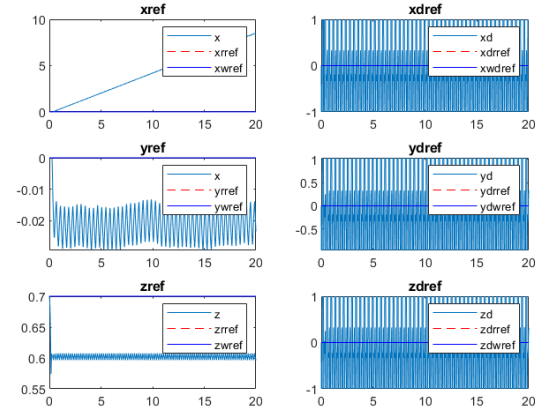 xref
10
5
0
0 5 10 15 20
x
xrref
xwref
xdref
1
0
-1
0 5 10 15 20
xd
xdrref
xwdref
yref
0
-0.01
-0.02
0 5 10 15 20
x
yrref
ywref
ydref
1
0.5
0
-0.5
0 5 10 15 20
yd
ydrref
ydwref
zref
0.7
0.65
0.6
0.55
0 5 10 15 20
z
zrref
zwref
zdref
1
0
-1
0 5 10 15 20
zd
zdrref
zdwref